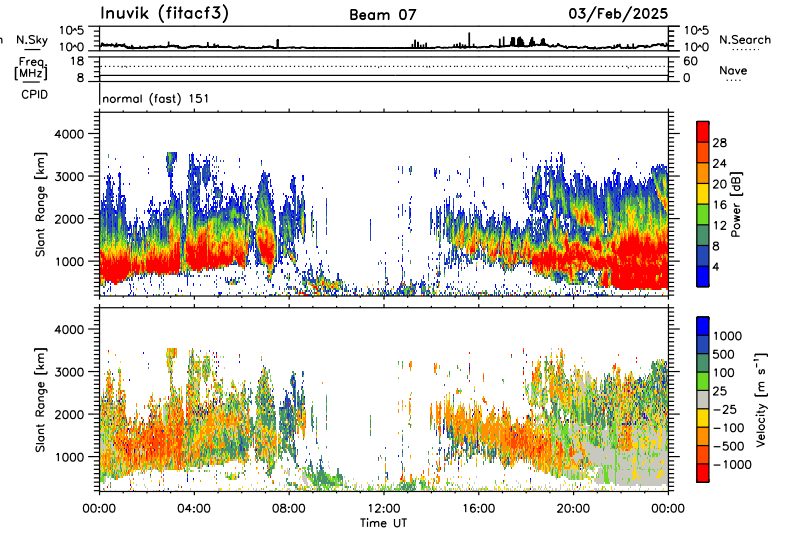 Inuvik (fitacf3) Beam 07 03/Feb/2025
N.Sky 10^5 10^0 10^5 10^0 N.Search
Freq. [MHz] 18 8 60 0 Nave
CPID normal (fast) 151
Slant Range [km] 4000 3000 2000 1000
28 24 20 16 12 8 4 Power [dB]
Slant Range [km] 4000 3000 2000 1000
1000 500 100 25 −25 −100 −500 −1000 Velocity [m s⁻¹]
00:00 04:00 08:00 12:00 16:00 20:00 00:00
Time UT